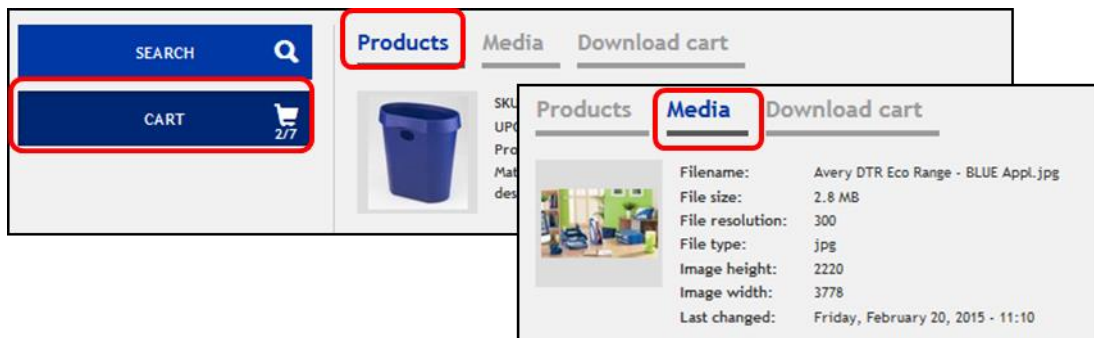 SEARCH
CART
2/7
Products Media Download cart
SKU
Mat
des
Products Media Download cart
Filename: Avery DTR Eco Range - BLUE Appl.jpg
File size: 2.8 MB
File resolution: 300
File type: jpg
Image height: 2220
Image width: 3778
Last changed: Friday, February 20, 2015 - 11:10